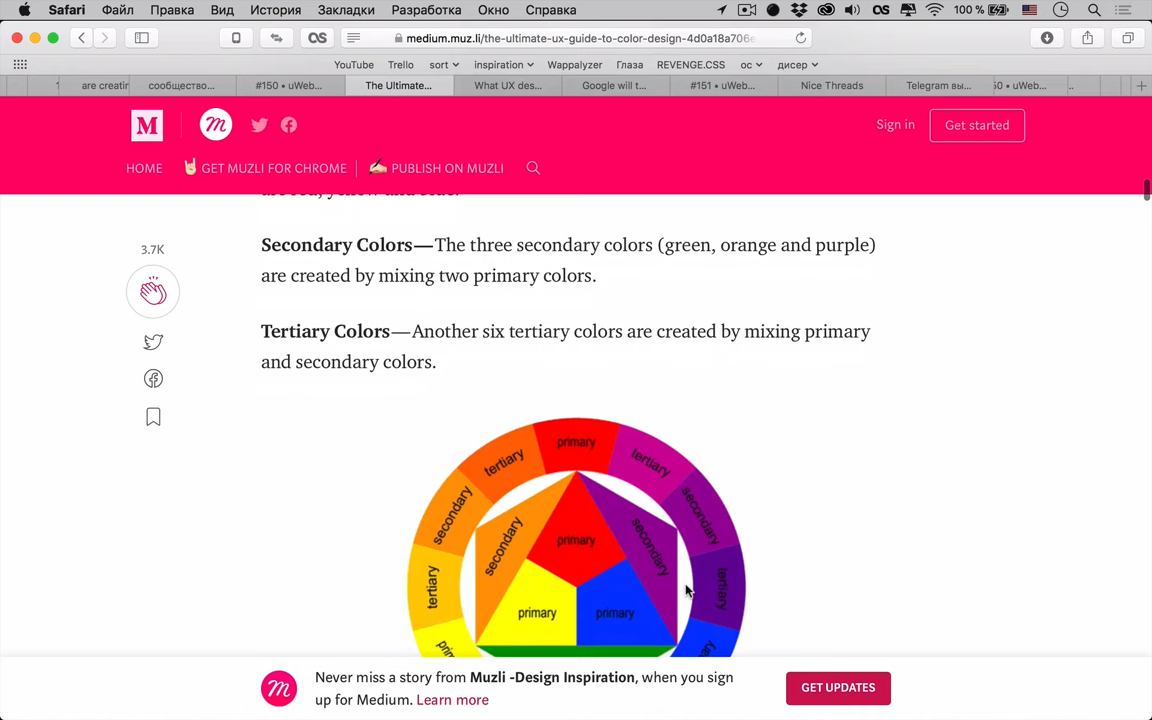 Safari Файл Правка Вид История Закладки Разработка Окно Справка 100 %
medium.muz.li/the-ultimate-ux-guide-to-color-design-4d0a18a706
YouTube Trello sort inspiration Wappalyzer Глаза REVENGE.CSS ос дисер
are creatin сообщество... #150 • uWeb... The Ultimate... What UX des... Google will t... #151 • uWeb... Nice Threads Telegram вы... 50 • uWeb...
M Sign in Get started
HOME GET MUZLI FOR CHROME PUBLISH ON MUZLI
Secondary Colors—The three secondary colors (green, orange and purple)
are created by mixing two primary colors.
3.7K
Tertiary Colors—Another six tertiary colors are created by mixing primary
and secondary colors.
primary
tertiary
tertiary
secondary
secondary
secondary
primary
secondary
tertiary
tertiary
primary
primary
Never miss a story from Muzli -Design Inspiration, when you sign
up for Medium. Learn more
GET UPDATES